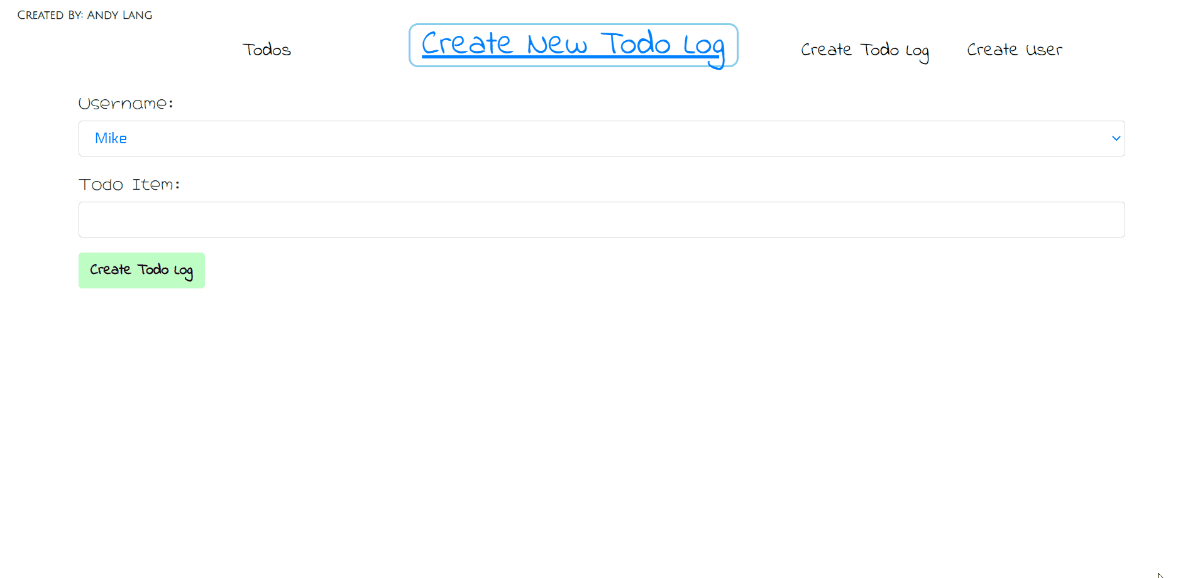 CREATED BY: ANDY LANG
Todos
Create New Todo Log
Create Todo Log
Create User
Username:
Mike
Todo Item:
Create Todo Log